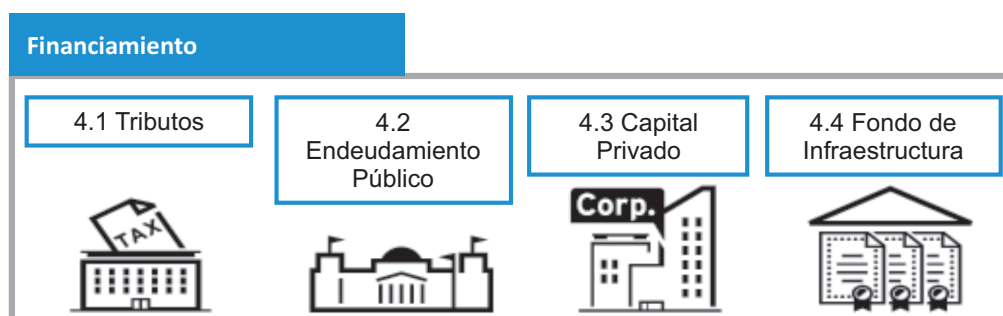 Financiamiento
4.1 Tributos
4.2
Endeudamiento
Público
4.3 Capital
Privado
4.4 Fondo de
Infraestructura
TAX
Corp.